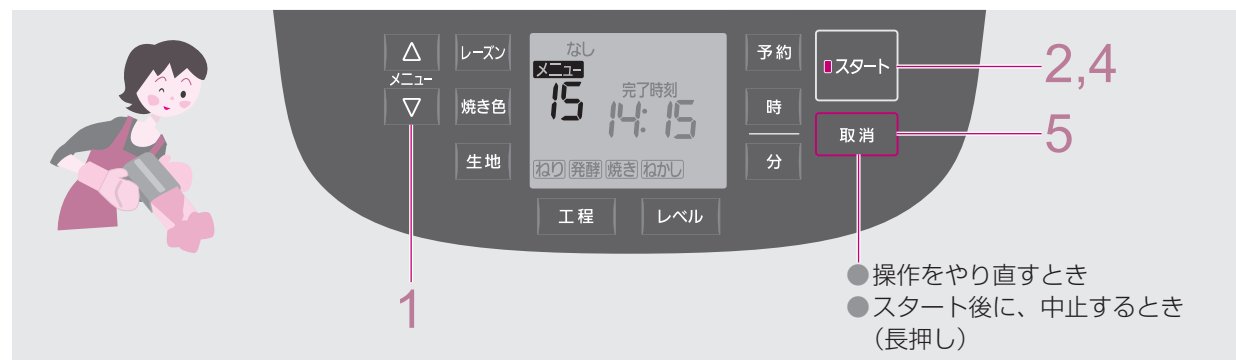 △
メニュー
▽
レーズン
焼き色
生地
なし
メニュー
15
完了時刻
14:15
ねり 発酵 焼き ねかし
工程
レベル
予約
時
分
スタート
取消
2,4
5
1
●操作をやり直すとき
●スタート後に、中止するとき
（長押し）